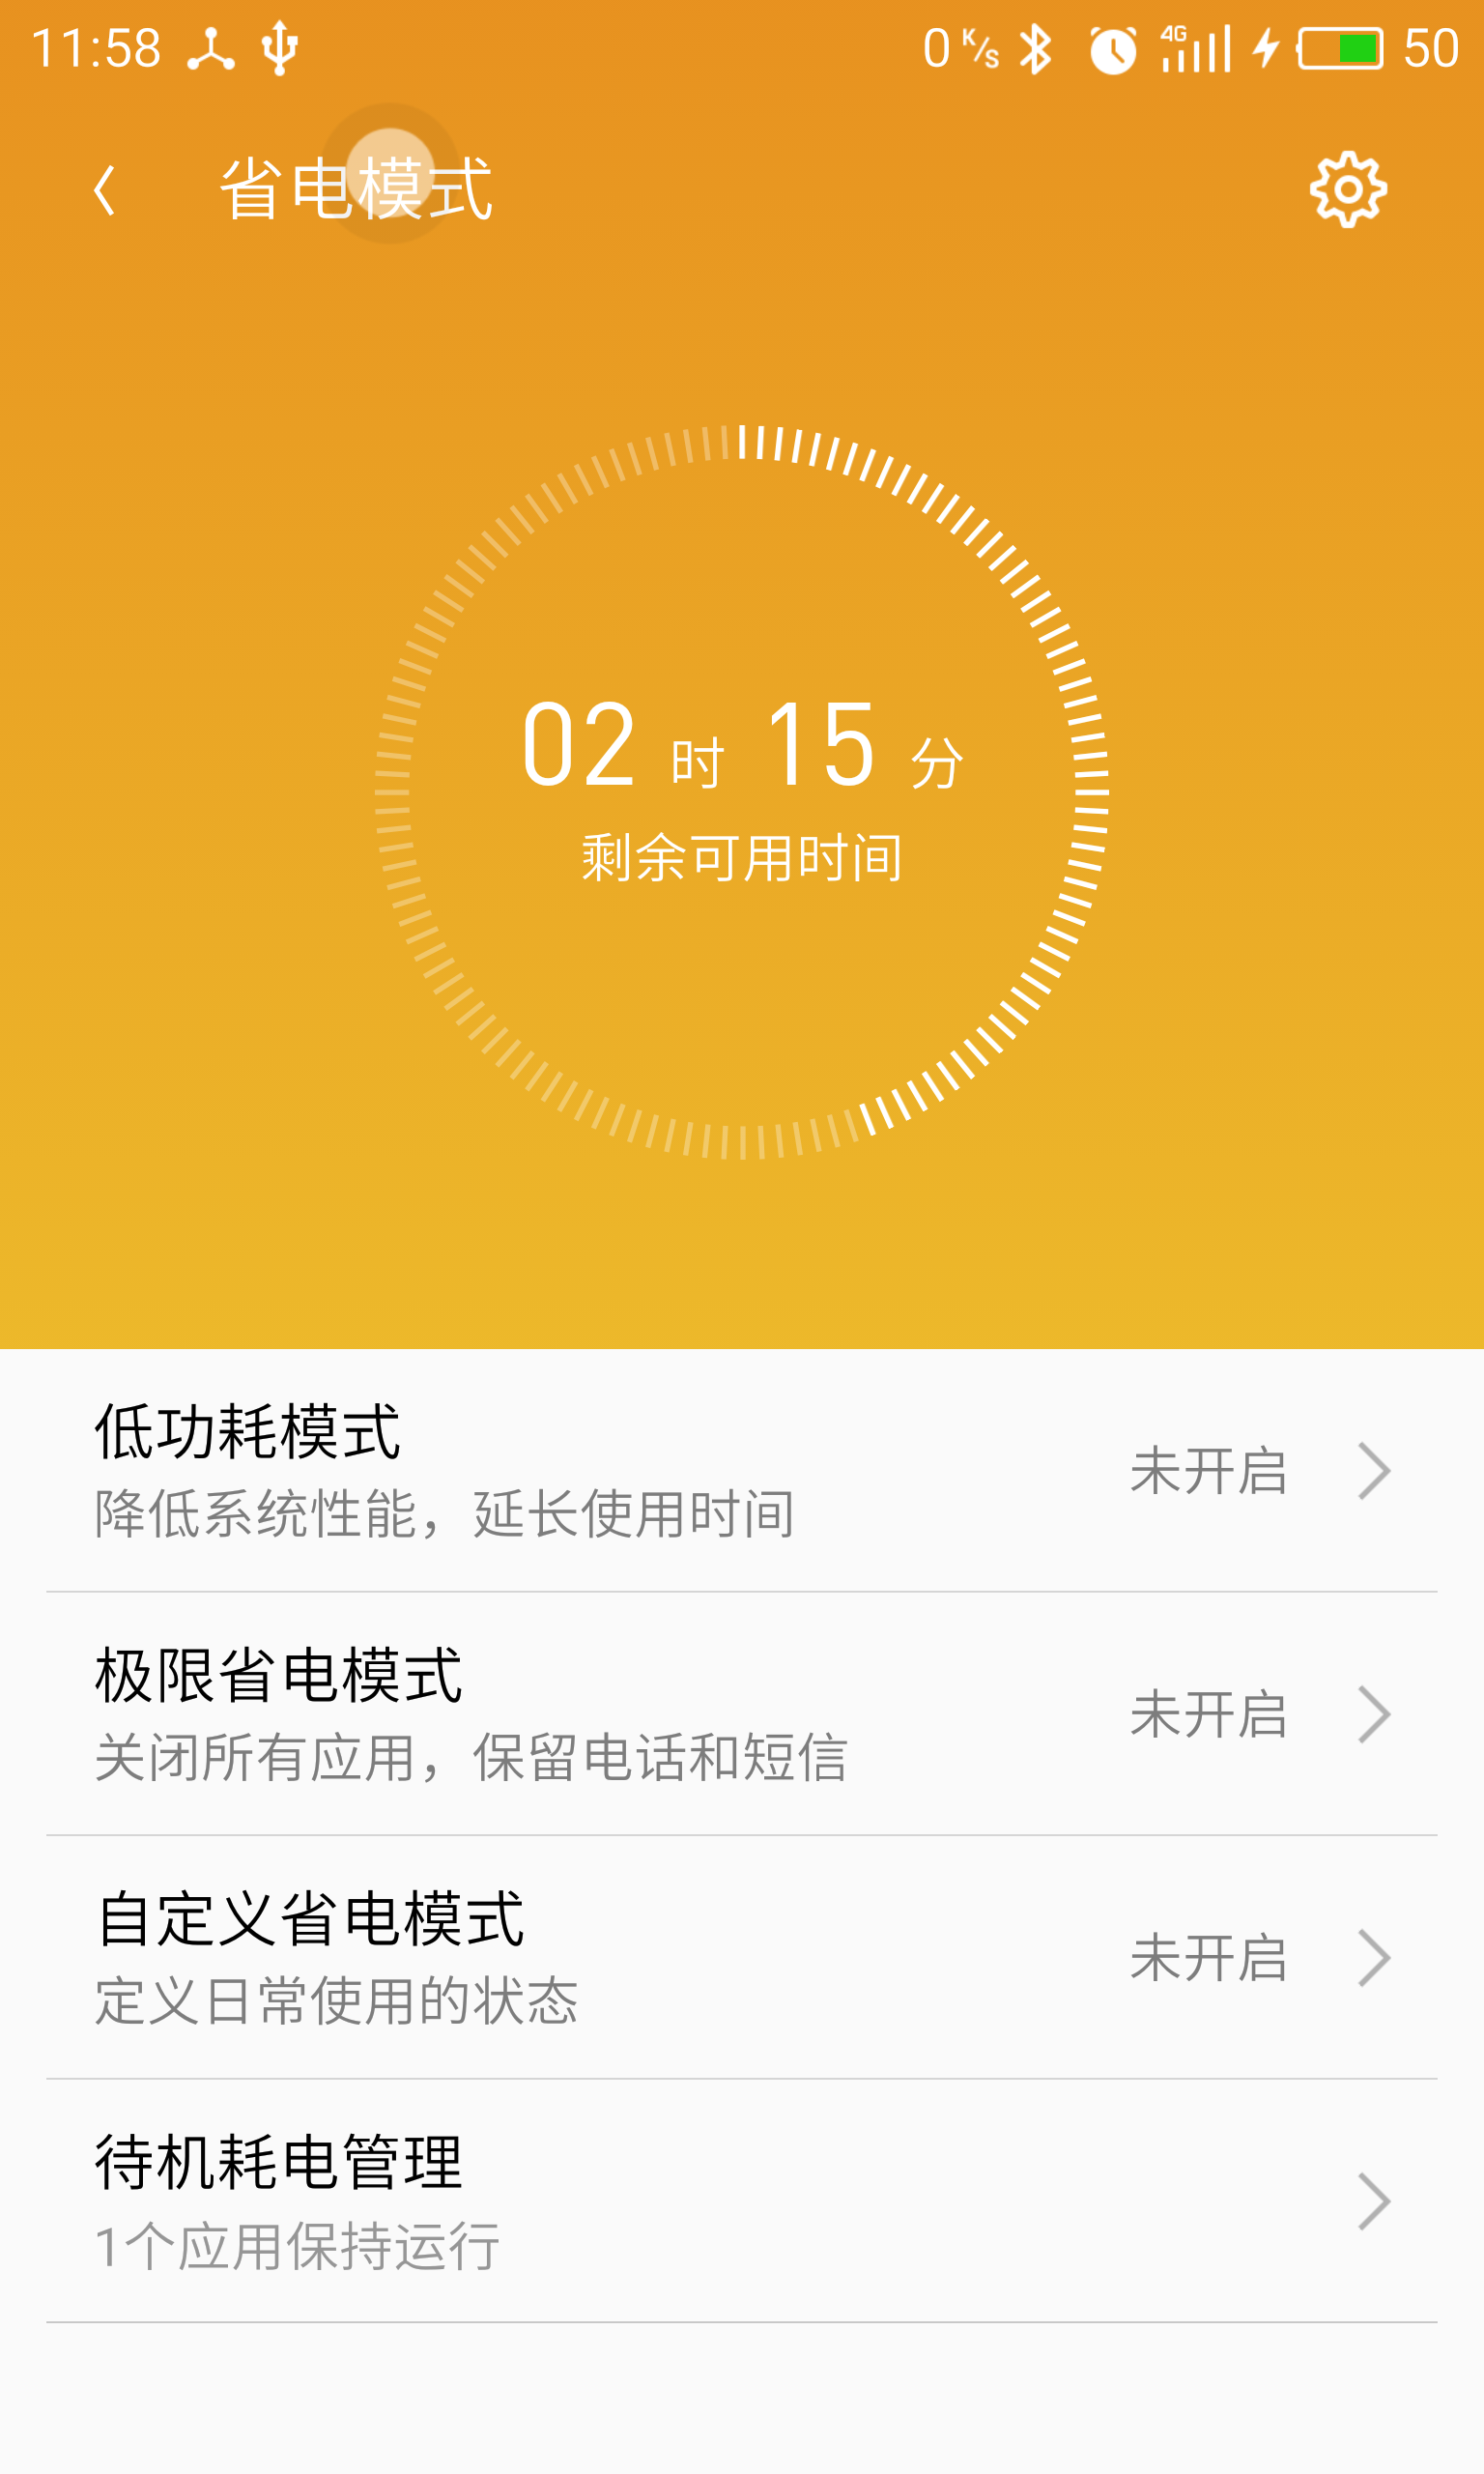 11:58 0 K/s 4G 50
省电模式
02 时 15 分
剩余可用时间
低功耗模式
降低系统性能，延长使用时间
未开启
极限省电模式
关闭所有应用，保留电话和短信
未开启
自定义省电模式
定义日常使用的状态
未开启
待机耗电管理
1个应用保持运行